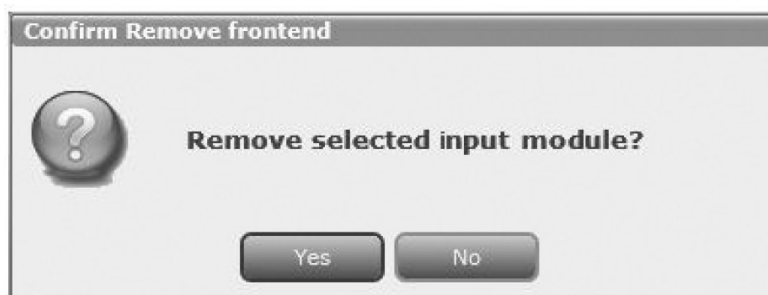 Confirm Remove frontend
Remove selected input module?
Yes No